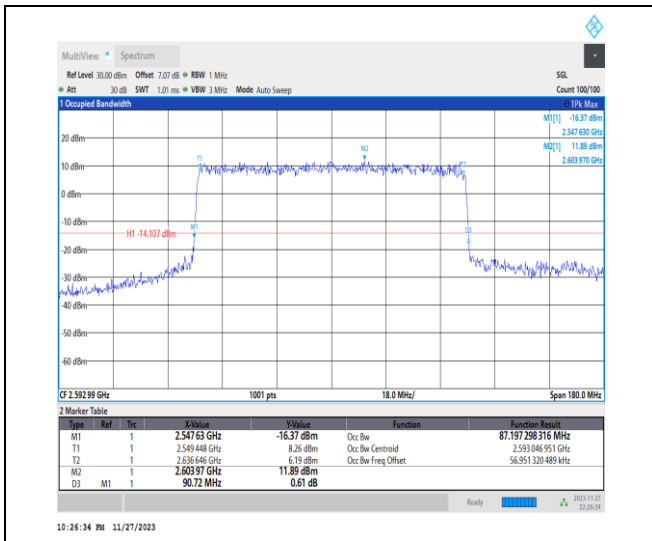 MultiView Spectrum
Ref Level 30.00 dBm Offset 7.07 dB RBW 1 MHz SGL
Att 30 dB SWT 1.01 ms VBW 3 MHz Mode Auto Sweep Count 100/100
1 Occupied Bandwidth 1Pk Max
M1[1] -16.37 dBm
2.547 630 GHz
M2[1] 11.89 dBm
2.603 970 GHz
20 dBm
M2
T1
10 dBm
0 dBm
-10 dBm
M1
H1 -14.107 dBm
D3
-20 dBm
-30 dBm
-40 dBm
-50 dBm
-60 dBm
CF 2.592 99 GHz 1001 pts 18.0 MHz/ Span 180.0 MHz
2 Marker Table
Type Ref Trc X-Value Y-Value Function Function Result
M1 1 2.547 63 GHz -16.37 dBm Occ Bw 87.197 298 316 MHz
T1 1 2.549 448 GHz 8.26 dBm Occ Bw Centroid 2.593 046 951 GHz
T2 1 2.636 646 GHz 6.19 dBm Occ Bw Freq Offset 56.951 320 489 kHz
M2 1 2.603 97 GHz 11.89 dBm
D3 M1 1 90.72 MHz 0.61 dB
Ready 2023-11-27
22:26:34
10:26:34 PM 11/27/2023